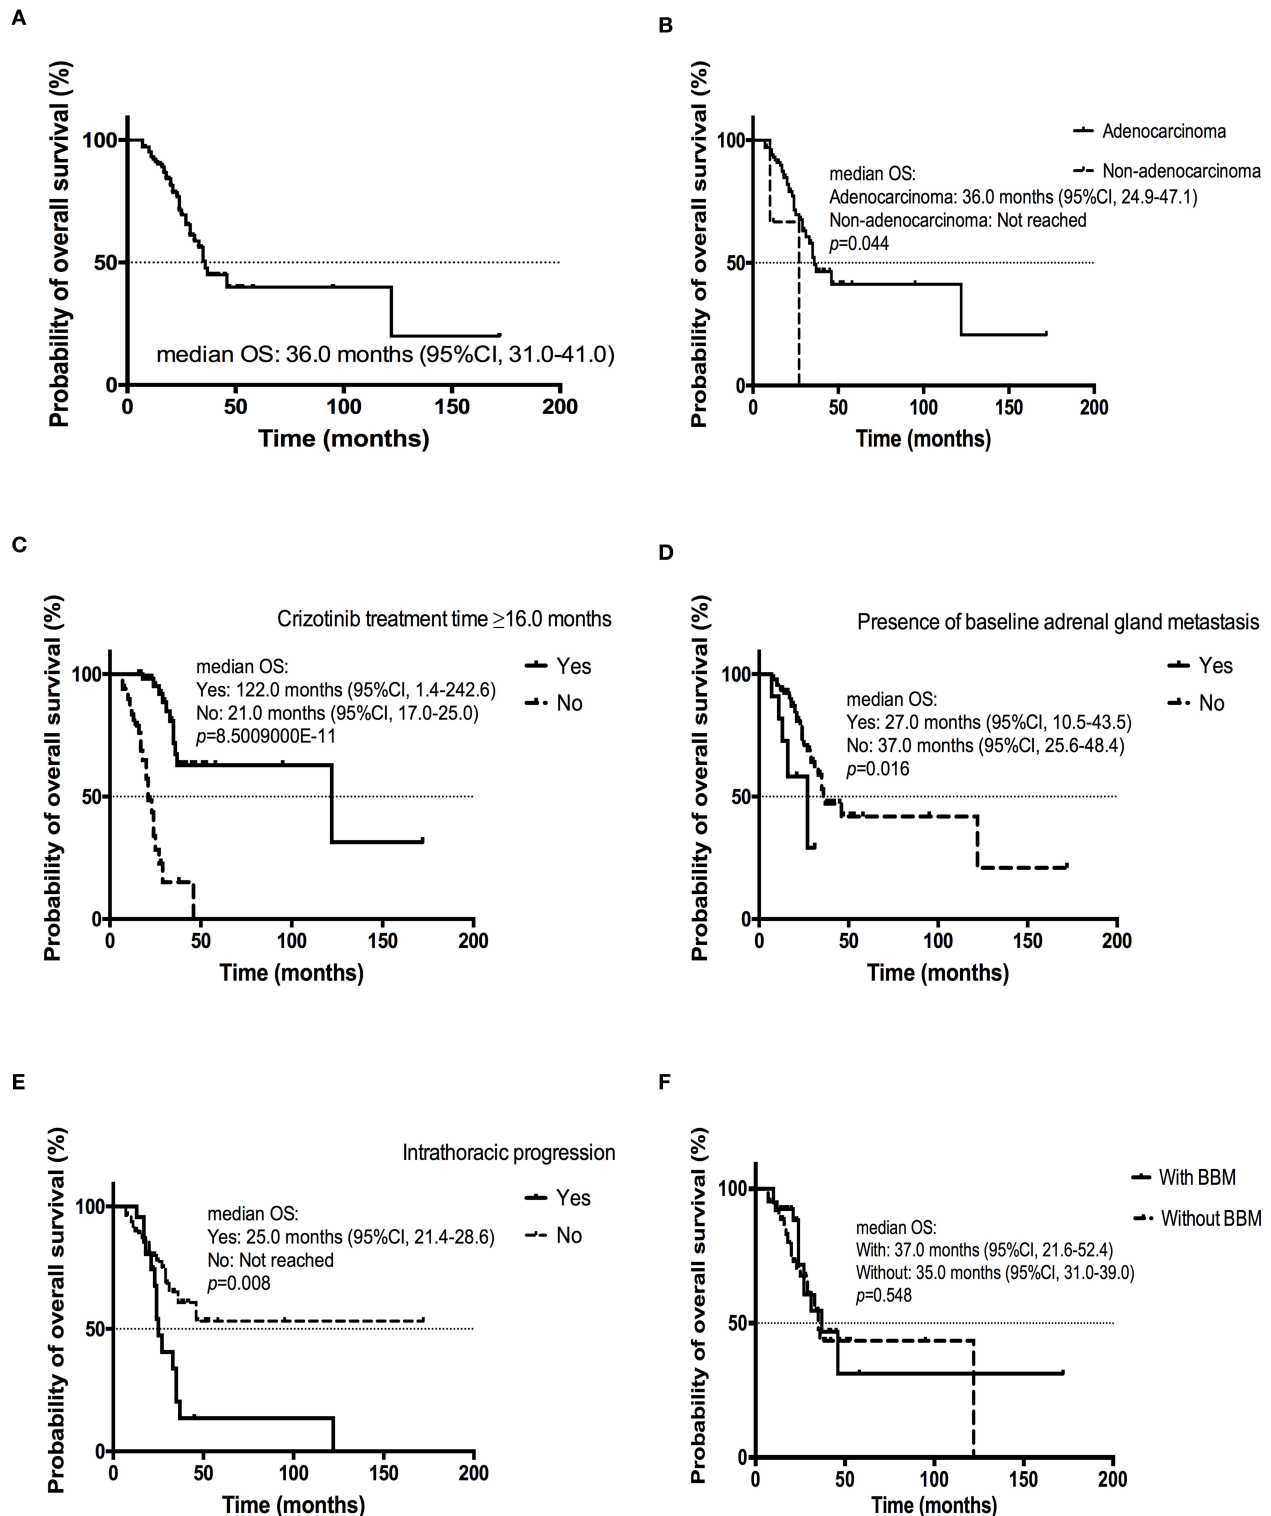 A
Probability of overall survival (%)
100
50
0
median OS: 36.0 months (95%CI, 31.0-41.0)
0 50 100 150 200
Time (months)
B
Probability of overall survival (%)
100
50
0
Adenocarcinoma
Non-adenocarcinoma
median OS:
Adenocarcinoma: 36.0 months (95%CI, 24.9-47.1)
Non-adenocarcinoma: Not reached
p=0.044
0 50 100 150 200
Time (months)
C
Probability of overall survival (%)
Crizotinib treatment time ≥16.0 months
100
50
0
Yes
No
median OS:
Yes: 122.0 months (95%CI, 1.4-242.6)
No: 21.0 months (95%CI, 17.0-25.0)
p=8.5009000E-11
0 50 100 150 200
Time (months)
D
Probability of overall survival (%)
Presence of baseline adrenal gland metastasis
100
50
0
Yes
No
median OS:
Yes: 27.0 months (95%CI, 10.5-43.5)
No: 37.0 months (95%CI, 25.6-48.4)
p=0.016
0 50 100 150 200
Time (months)
E
Probability of overall survival (%)
Intrathoracic progression
100
50
0
Yes
No
median OS:
Yes: 25.0 months (95%CI, 21.4-28.6)
No: Not reached
p=0.008
0 50 100 150 200
Time (months)
F
Probability of overall survival (%)
100
50
0
With BBM
Without BBM
median OS:
With: 37.0 months (95%CI, 21.6-52.4)
Without: 35.0 months (95%CI, 31.0-39.0)
p=0.548
0 50 100 150 200
Time (months)